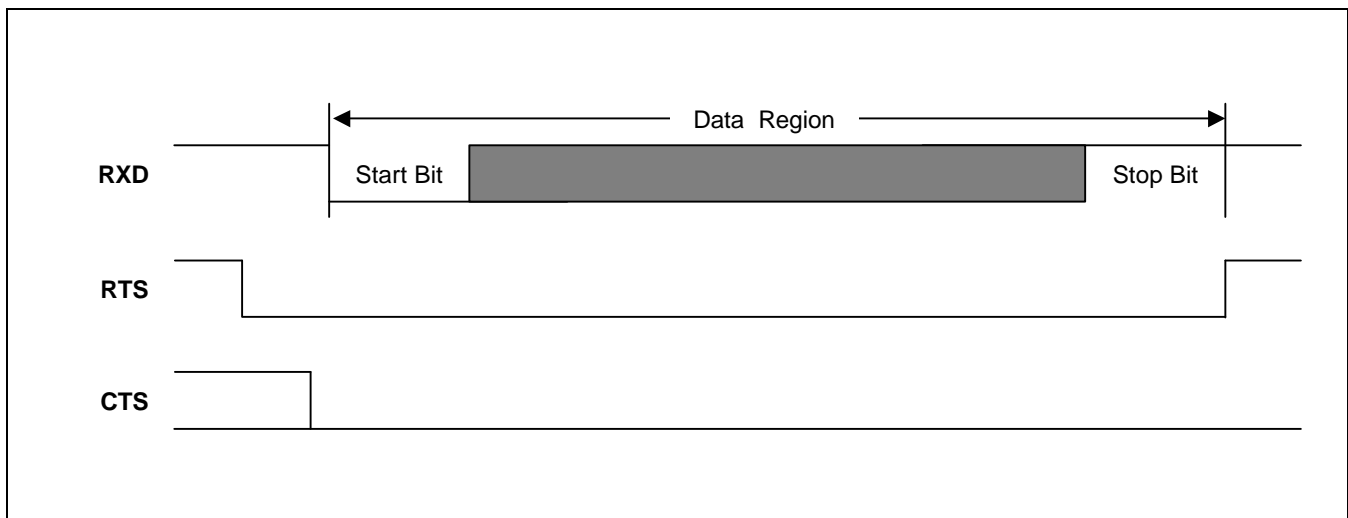 Data Region
RXD
Start Bit
Stop Bit
RTS
CTS